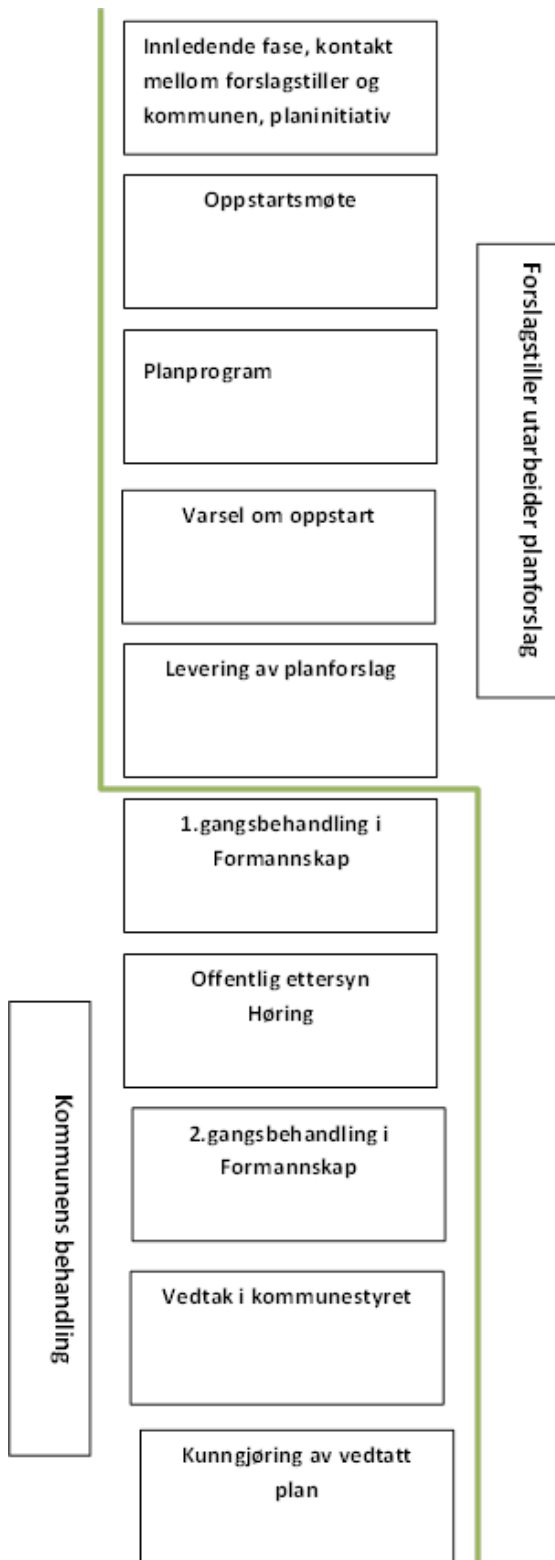 Innledende fase, kontakt
mellom forslagstiller og
kommunen, planinitiativ
Oppstartsmøte
Forslagstiller utarbeider planforslag
Planprogram
Varsel om oppstart
Levering av planforslag
1.gangsbehandling i
Formannskap
Offentlig ettersyn
Høring
Kommunens behandling
2.gangsbehandling i
Formannskap
Vedtak i kommunestyret
Kunngjøring av vedtatt
plan